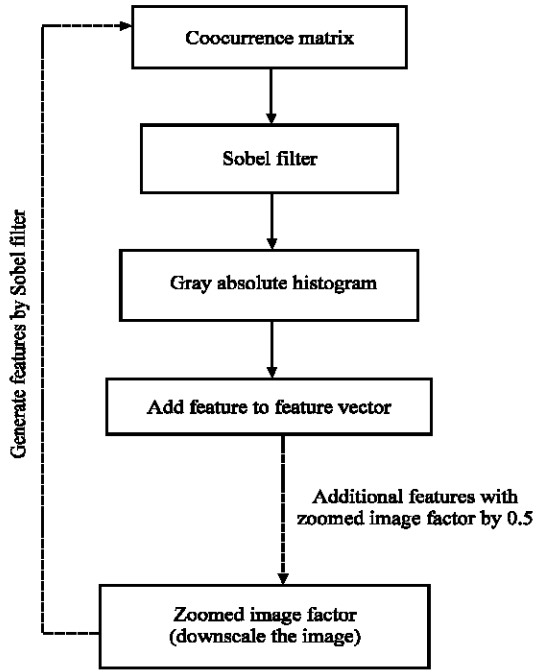 Coocurrence matrix
Sobel filter
Gray absolute histogram
Add feature to feature vector
Additional features with
zoomed image factor by 0.5
Zoomed image factor
(downscale the image)
Generate features by Sobel filter